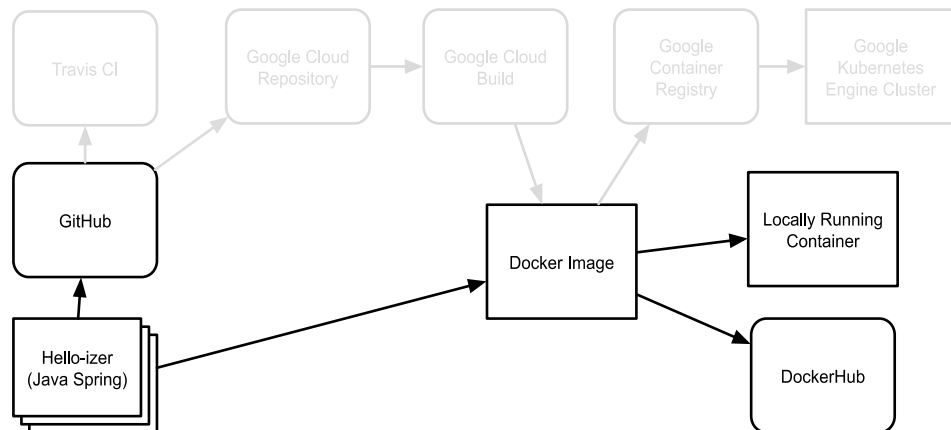 Travis CI
Google Cloud
Repository
Google Cloud
Build
Google
Container
Registry
Google
Kubernetes
Engine Cluster
GitHub
Docker Image
Locally Running
Container
Hello-izer
(Java Spring)
DockerHub